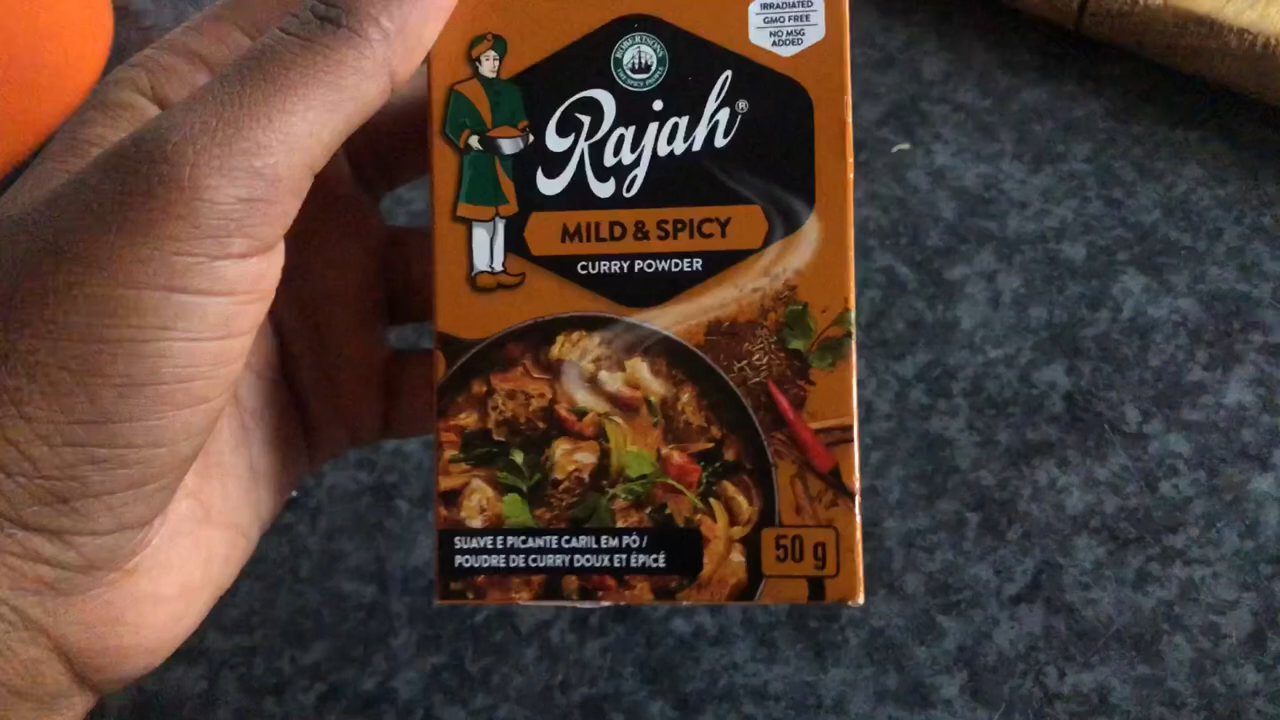 IRRADIATED
GMO FREE
NO MSG
ADDED
ROBERTSONS
Rajah®
MILD & SPICY
CURRY POWDER
SUAVE E PICANTE CARIL EM PÓ /
POUDRE DE CURRY DOUX ET ÉPICÉ
50 g